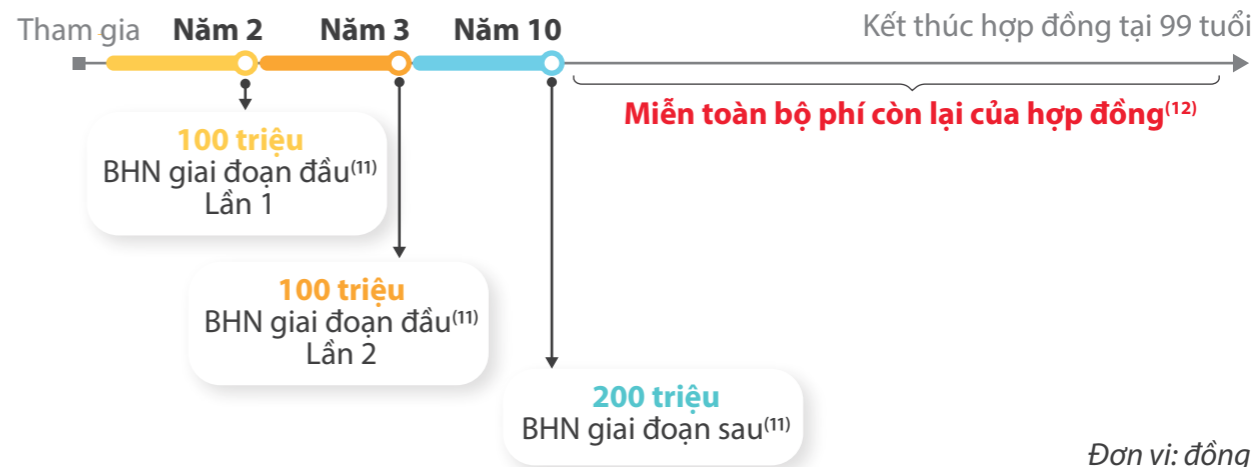 Tham gia Năm 2 Năm 3 Năm 10 Kết thúc hợp đồng tại 99 tuổi
Miễn toàn bộ phí còn lại của hợp đồng(12)
100 triệu
BHN giai đoạn đầu(11)
Lần 1
100 triệu
BHN giai đoạn đầu(11)
Lần 2
200 triệu
BHN giai đoạn sau(11)
Đơn vị: đồng